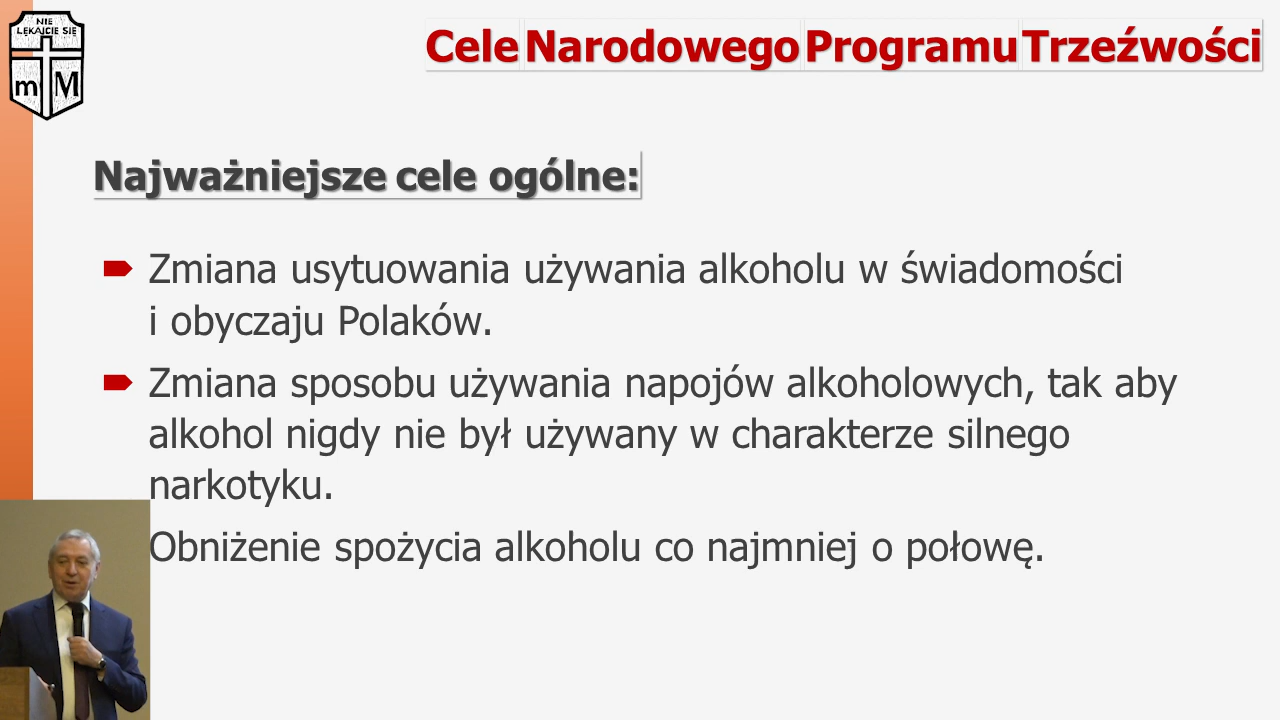 NIE
LĘKAJCIE SIĘ
m M
Cele Narodowego Programu Trzeźwości
Najważniejsze cele ogólne:
Zmiana usytuowania używania alkoholu w świadomości
i obyczaju Polaków.
Zmiana sposobu używania napojów alkoholowych, tak aby
alkohol nigdy nie był używany w charakterze silnego
narkotyku.
Obniżenie spożycia alkoholu co najmniej o połowę.